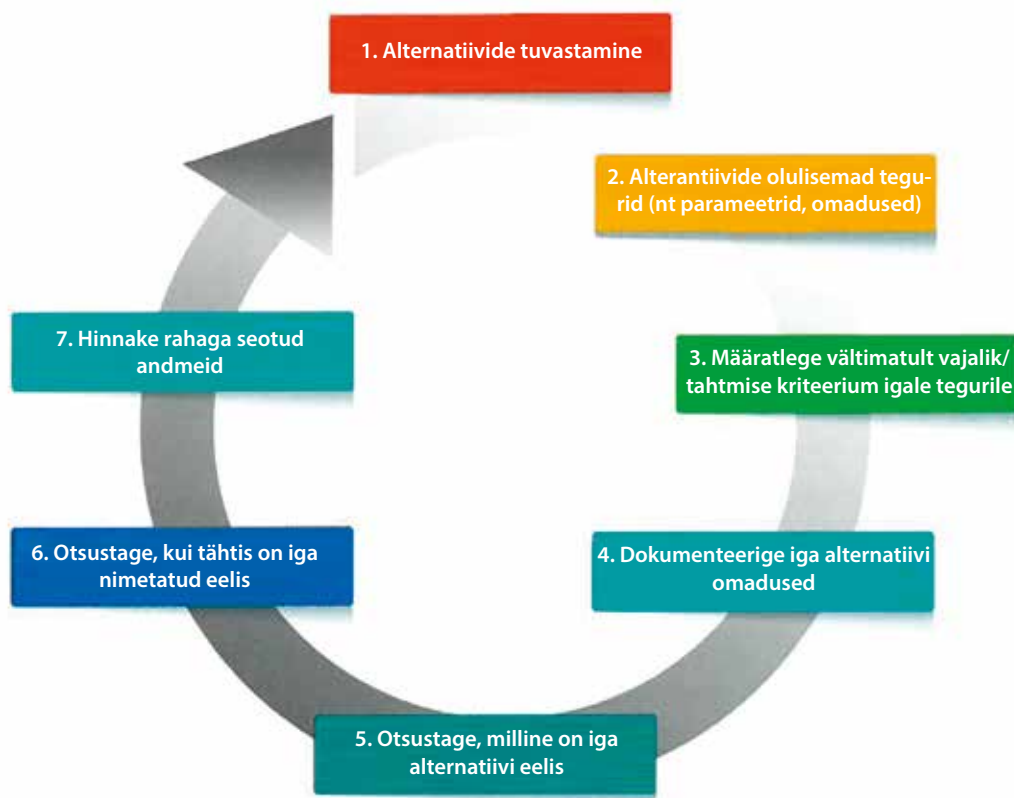 1. Alternatiivide tuvastamine
2. Alterantiivide olulisemad tegu-
rid (nt parameetrid, omadused)
3. Määratlege vältimatult vajalik/
tahtmise kriteerium igale tegurile
4. Dokumenteerige iga alternatiivi
omadused
5. Otsustage, milline on iga
alternatiivi eelis
6. Otsustage, kui tähtis on iga
nimetatud eelis
7. Hinnake rahaga seotud
andmeid